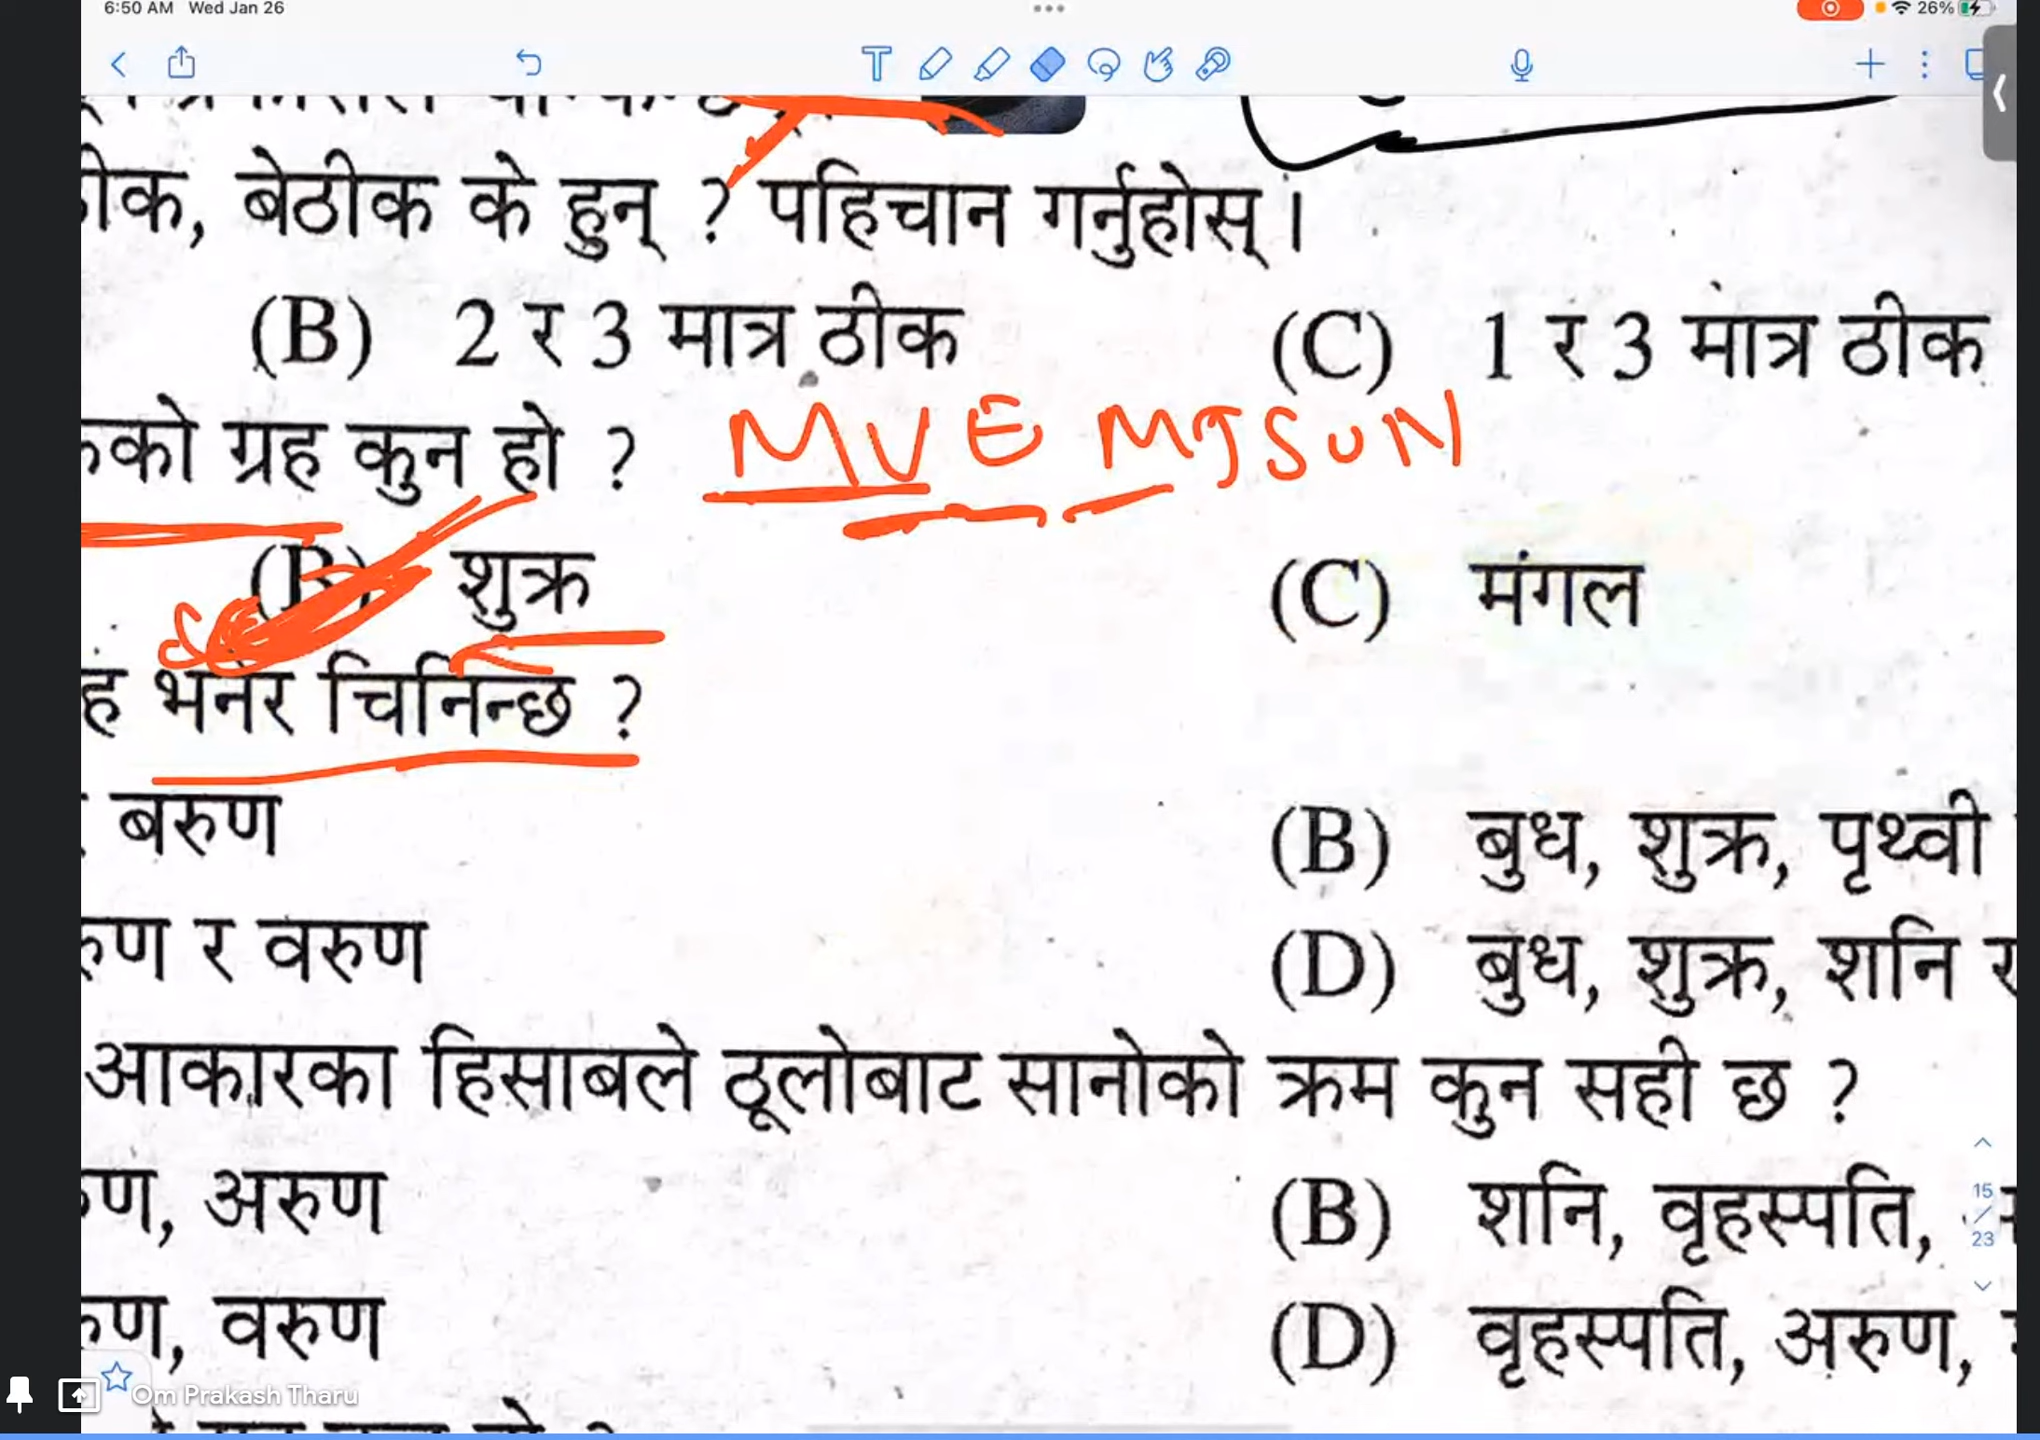 6:50 AM Wed Jan 26
26%
बेठीक के हुन् ? पहिचान गर्नुहोस् ।
(B) 2 र 3 मात्र ठीक (C) 1 र 3 मात्र ठीक
ग्रह कुन हो ? MVEMJSUN
(B) शुक्र (C) मंगल
भनेर चिनिन्छ ?
बरुण (B) बुध, शुक्र, पृथ्वी
र वरुण (D) बुध, शुक्र, शनि र
आकारका हिसाबले ठूलोबाट सानोको क्रम कुन सही छ ?
अरुण (B) शनि, वृहस्पति,
15
23
वरुण (D) वृहस्पति, अरुण,
Om Prakash Tharu